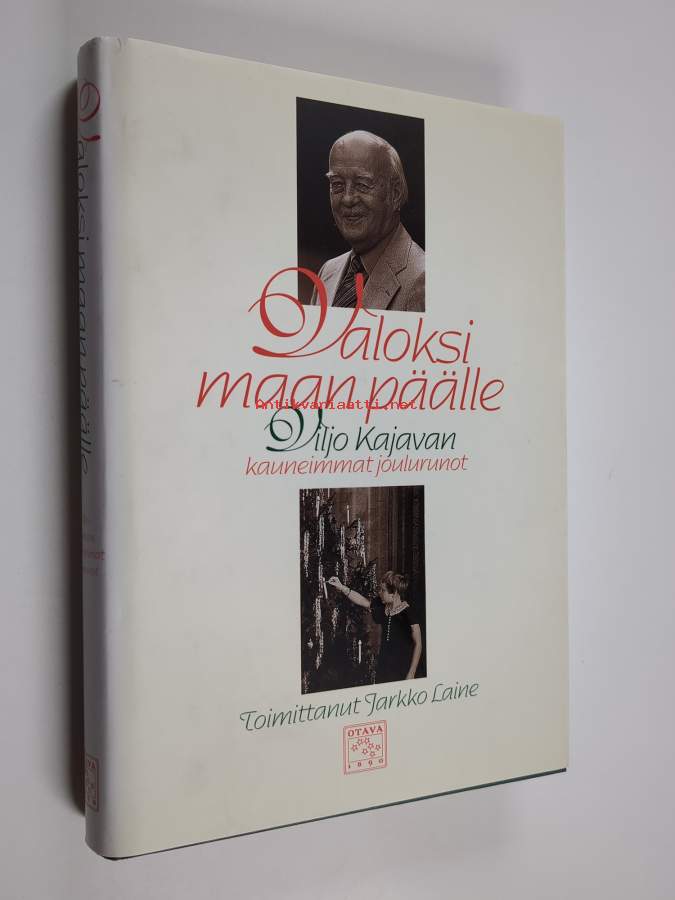 Valoksi
maan päälle
Antikvariaatti.net
Viljo Kajavan
kauneimmat joulurunot
Toimittanut Jarkko Laine
OTAVA
1890
Valoksi maan päälle